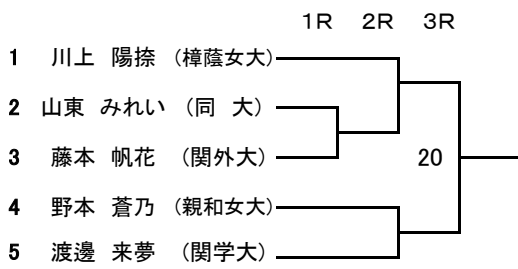 1R 2R 3R
1 川上 陽捺 (樟蔭女大)
2 山東 みれい (同 大)
3 藤本 帆花 (関外大)
20
4 野本 蒼乃 (親和女大)
5 渡邊 来夢 (関学大)